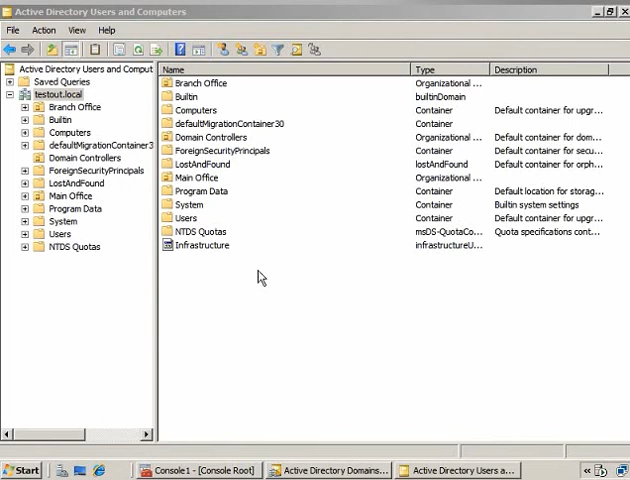 Active Directory Users and Computers
File Action View Help
Active Directory Users and Comput
Saved Queries
testout.local
Branch Office
Builtin
Computers
defaultMigrationContainer3
Domain Controllers
ForeignSecurityPrincipals
LostAndFound
Main Office
Program Data
System
Users
NTDS Quotas
Name Type Description
Branch Office Organizational ...
Builtin builtinDomain
Computers Container Default container for upgr...
defaultMigrationContainer30 Container
Domain Controllers Organizational ... Default container for dom...
ForeignSecurityPrincipals Container Default container for secu...
LostAndFound lostAndFound Default container for orph...
Main Office Organizational ...
Program Data Container Default location for storag...
System Container Builtin system settings
Users Container Default container for upgr...
NTDS Quotas msDS-QuotaCo... Quota specifications cont...
Infrastructure infrastructureU...
Start Console1 - [Console Root] Active Directory Domains... Active Directory Users a...